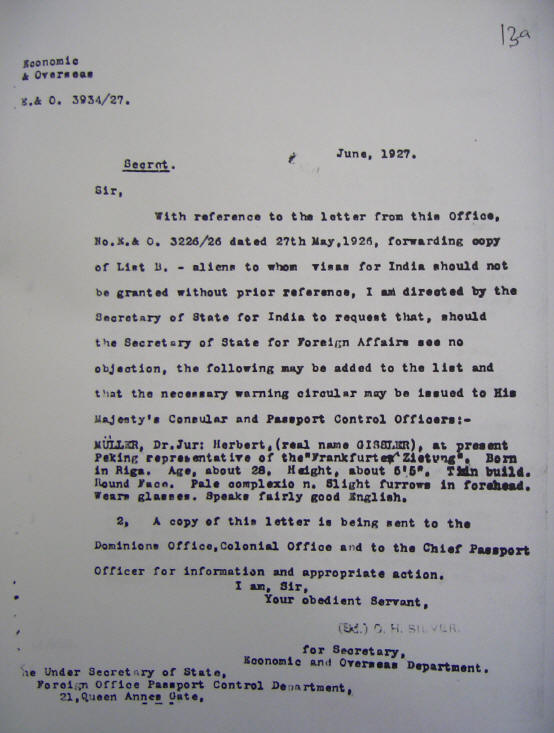 13a
Economic
& Overseas
E.& O. 3934/27.
June, 1927.
Secret.
Sir,
With reference to the letter from this Office,
No.E.& O. 3226/26 dated 27th May,1926, forwarding copy
of List B. - aliens to whom visas for India should not
be granted without prior reference, I am directed by the
Secretary of State for India to request that, should
the Secretary of State for Foreign Affairs see no
objection, the following may be added to the list and
that the necessary warning circular may be issued to His
Majesty's Consular and Passport Control Officers:-
MÜLLER, Dr.Jur: Herbert,(real name GISSLER), at present
Peking representative of the "Frankfurter Zietung". Born
in Riga. Age, about 28. Height, about 5'5". Thin build.
Round Face. Pale complexio n. Slight furrows in forehead.
Wears glasses. Speaks fairly good English.
2, A copy of this letter is being sent to the
Dominions Office,Colonial Office and to the Chief Passport
Officer for information and appropriate action.
I am, Sir,
Your obedient Servant,
(Sd.) O. H. SILVER.
for Secretary,
Economic and Overseas Department.
he Under Secretary of State,
Foreign Office Passport Control Department,
21,Queen Annes Gate,